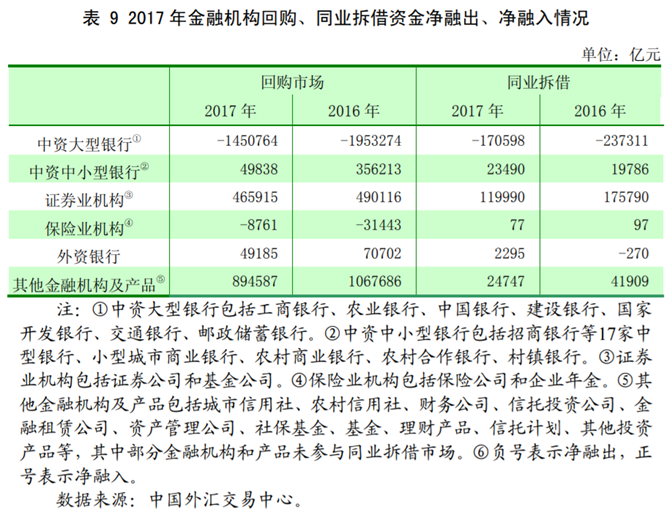 表 9 2017 年金融机构回购、同业拆借资金净融出、净融入情况
单位：亿元
回购市场 同业拆借
2017 年 2016 年 2017 年 2016 年
中资大型银行① -1450764 -1953274 -170598 -237311
中资中小型银行② 49838 356213 23490 19786
证券业机构③ 465915 490116 119990 175790
保险业机构④ -8761 -31443 77 97
外资银行 49185 70702 2295 -270
其他金融机构及产品⑤ 894587 1067686 24747 41909
注：①中资大型银行包括工商银行、农业银行、中国银行、建设银行、国家
开发银行、交通银行、邮政储蓄银行。②中资中小型银行包括招商银行等17家中
型银行、小型城市商业银行、农村商业银行、农村合作银行、村镇银行。③证券
业机构包括证券公司和基金公司。④保险业机构包括保险公司和企业年金。⑤其
他金融机构及产品包括城市信用社、农村信用社、财务公司、信托投资公司、金
融租赁公司、资产管理公司、社保基金、基金、理财产品、信托计划、其他投资
产品等，其中部分金融机构和产品未参与同业拆借市场。⑥负号表示净融出，正
号表示净融入。
数据来源：中国外汇交易中心。